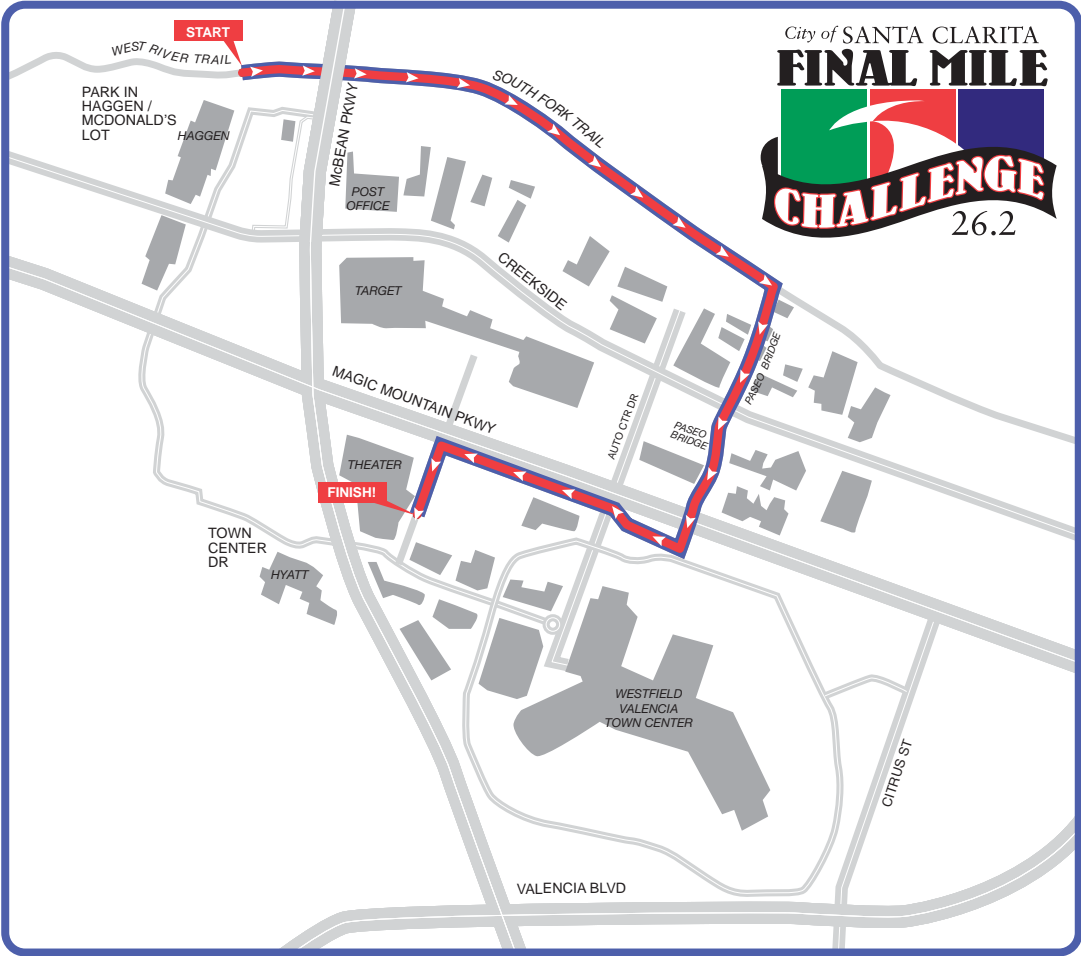 START
WEST RIVER TRAIL
City of SANTA CLARITA
FINAL MILE
CHALLENGE
26.2
PARK IN
HAGGEN /
MCDONALD'S
LOT
HAGGEN
McBEAN PKWY
SOUTH FORK TRAIL
POST
OFFICE
CREEKSIDE
TARGET
MAGIC MOUNTAIN PKWY
PASEO BRIDGE
AUTO CTR DR
PASEO
BRIDGE
THEATER
FINISH!
TOWN
CENTER
DR
HYATT
WESTFIELD
VALENCIA
TOWN CENTER
CITRUS ST
VALENCIA BLVD